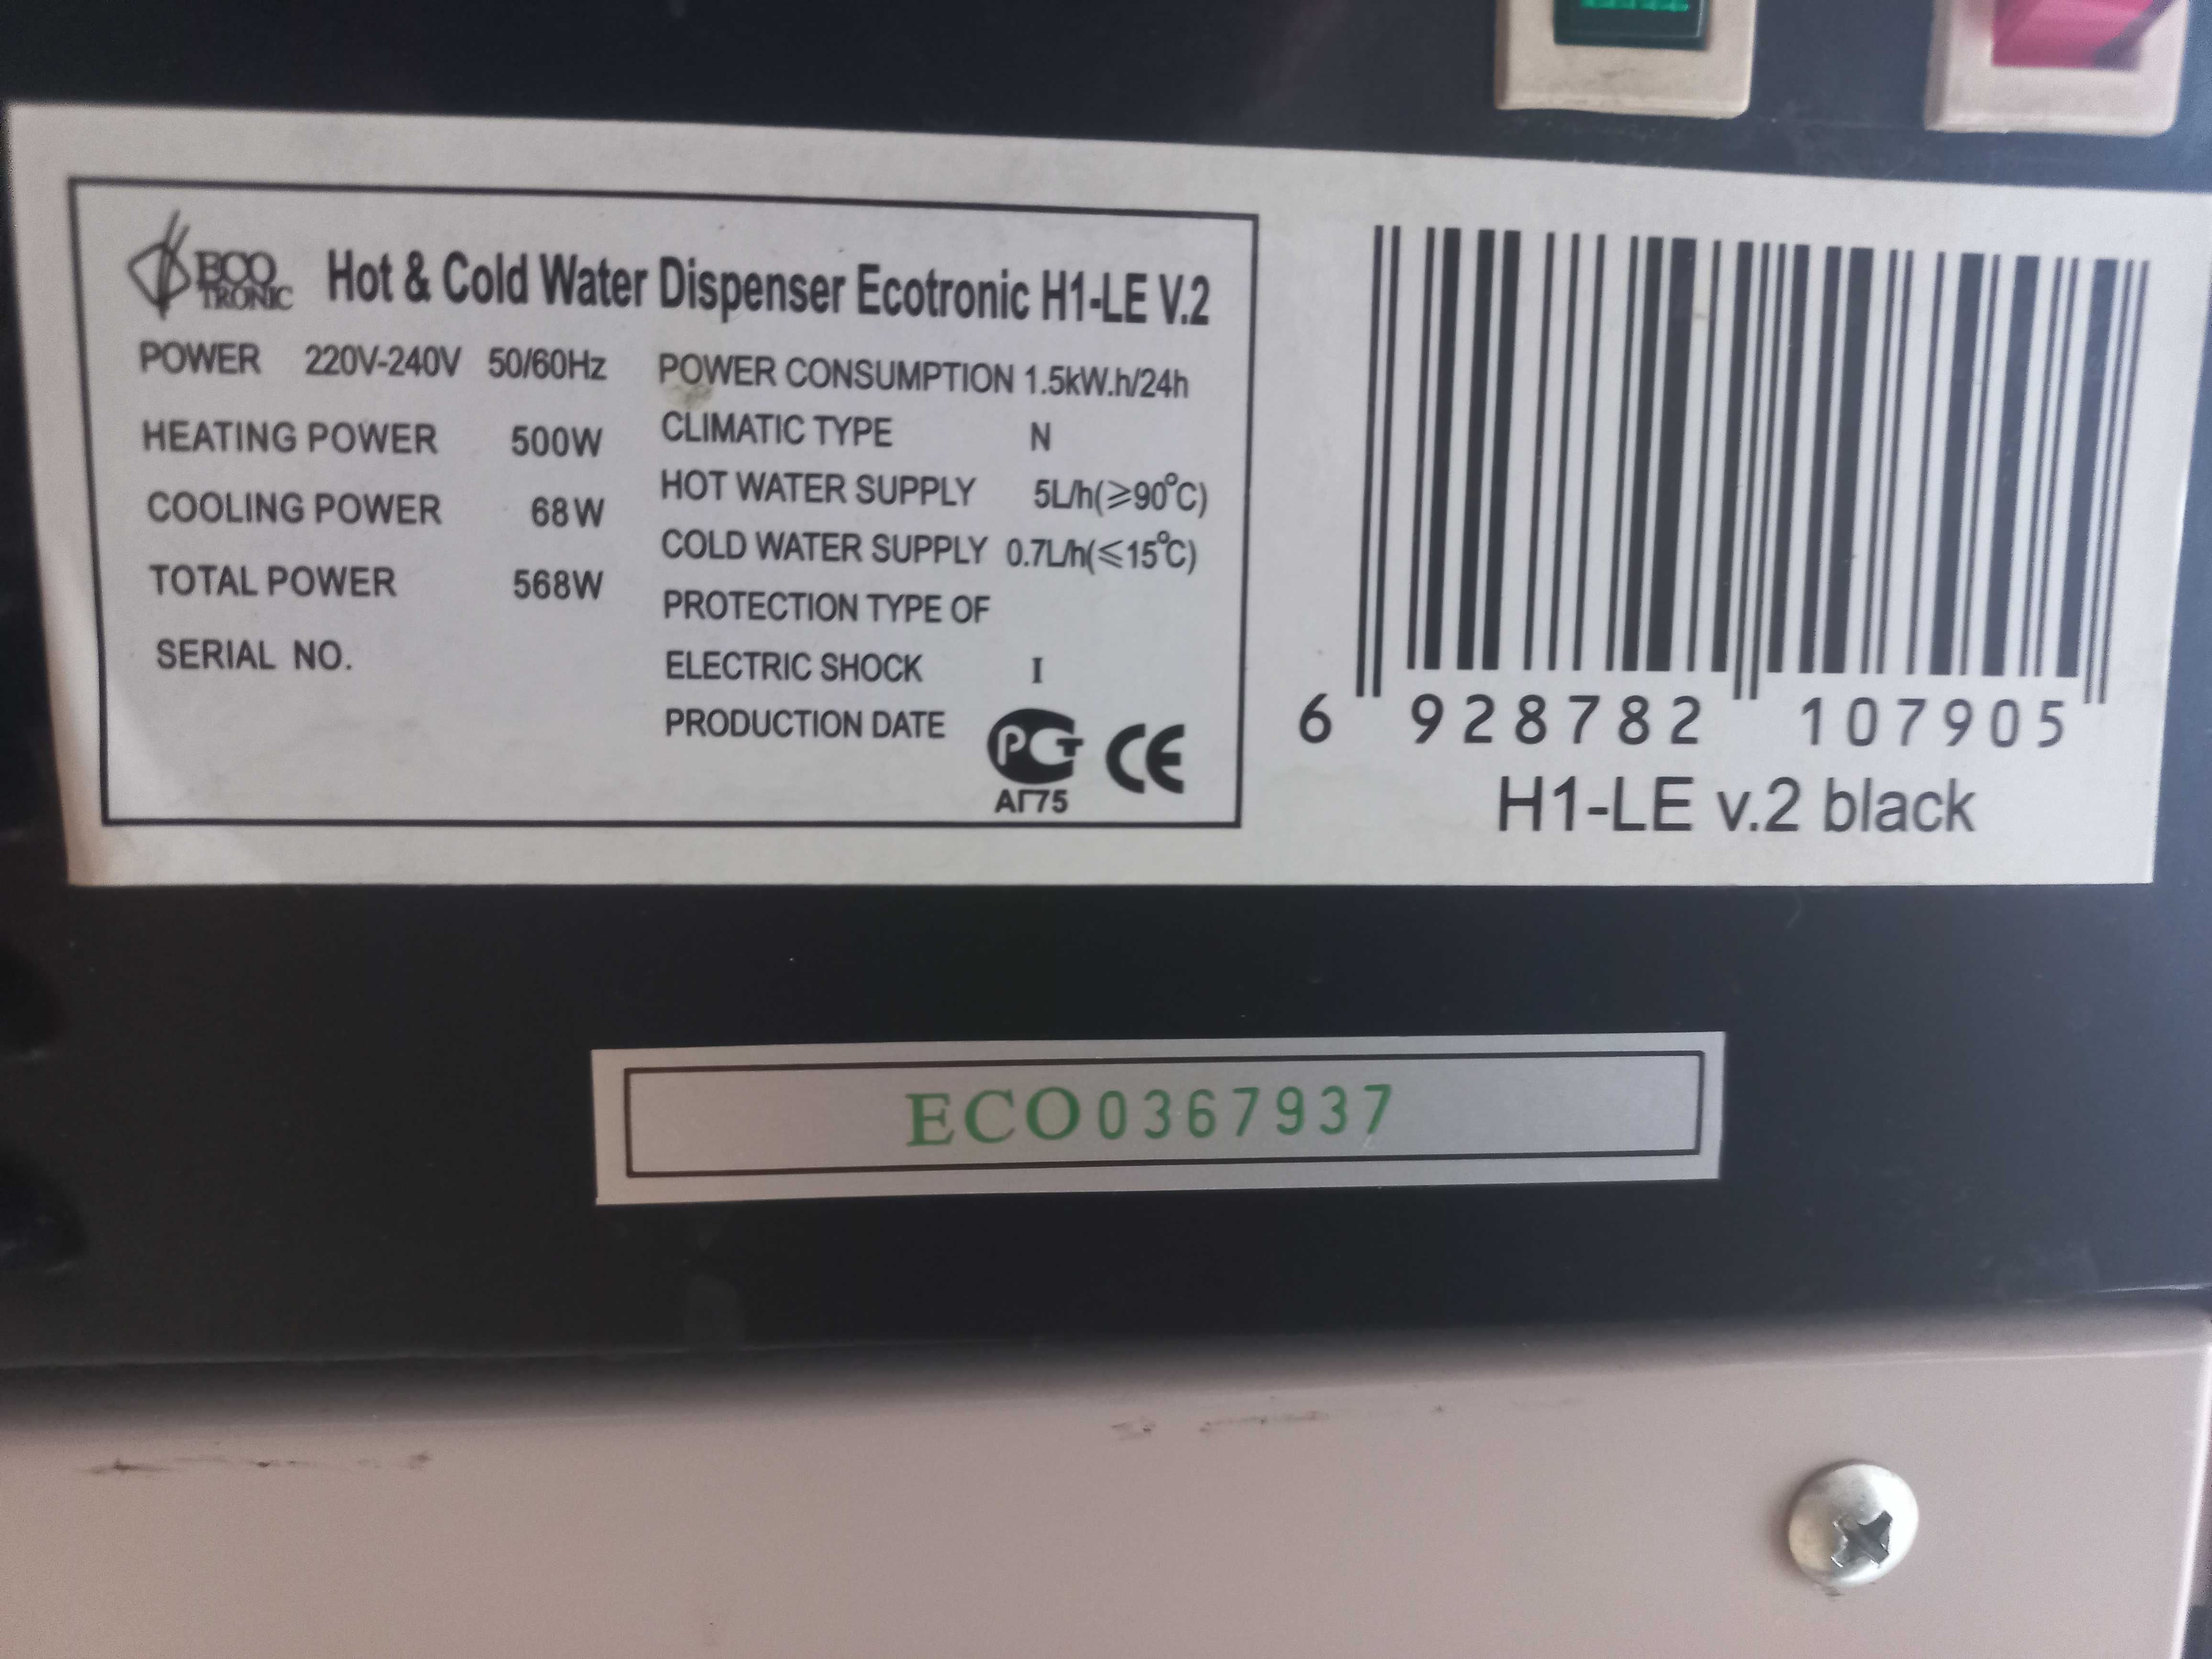 ECO
TRONIC
Hot & Cold Water Dispenser Ecotronic H1-LE V.2
POWER 220V-240V 50/60Hz
HEATING POWER 500W
COOLING POWER 68W
TOTAL POWER 568W
SERIAL NO.
POWER CONSUMPTION 1.5kW.h/24h
CLIMATIC TYPE N
HOT WATER SUPPLY 5L/h(≥90°C)
COLD WATER SUPPLY 0.7L/h(≤15°C)
PROTECTION TYPE OF
ELECTRIC SHOCK I
PRODUCTION DATE
РСТ CE
АГ75
6 928782 107905
H1-LE v.2 black
ECO0367937